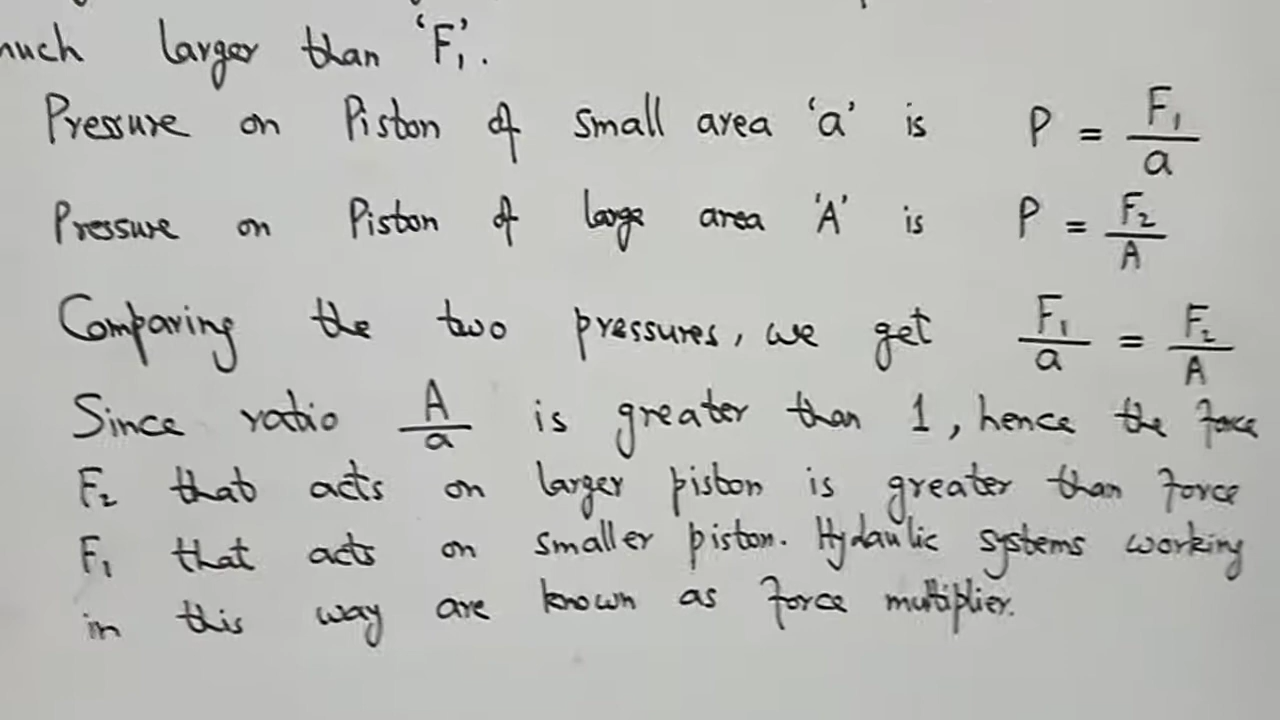 much larger than ‘F₁’.
Pressure on Piston of small area ‘a’ is P = F₁/a
Pressure on Piston of large area ‘A’ is P = F₂/A
Comparing the two pressures, we get F₁/a = F₂/A
Since ratio A/a is greater than 1, hence the force
F₂ that acts on larger piston is greater than force
F₁ that acts on smaller piston. Hydaulic systems working
in this way are known as force multiplier.